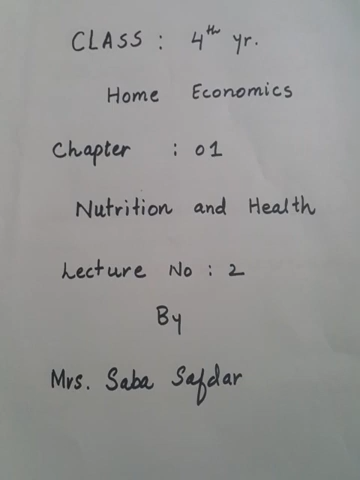 CLASS : 4th yr.
Home Economics
Chapter : 01
Nutrition and Health
Lecture No : 2
By
Mrs. Saba Safdar